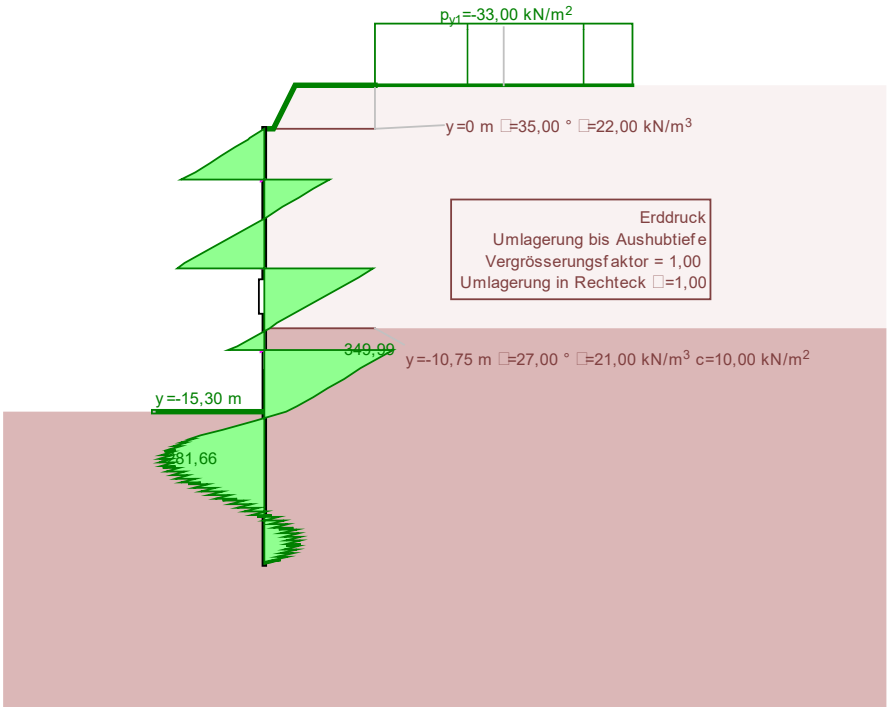 py1=-33,00 kN/m2
y=0 m □=35,00 ° □=22,00 kN/m3
Erddruck
Umlagerung bis Aushubtiefe
Vergrösserungsfaktor = 1,00
Umlagerung in Rechteck □=1,00
349,99
y=-10,75 m □=27,00 ° □=21,00 kN/m3 c=10,00 kN/m2
y=-15,30 m
81,66